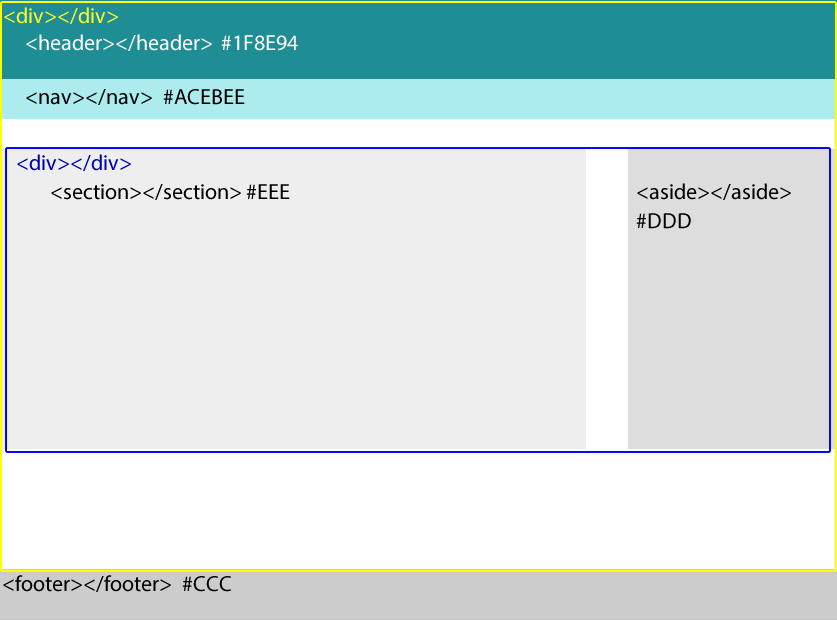 <div></div>
<header></header> #1F8E94
<nav></nav> #ACEBEE
<div></div>
<section></section> #EEE
<aside></aside>
#DDD
<footer></footer> #CCC